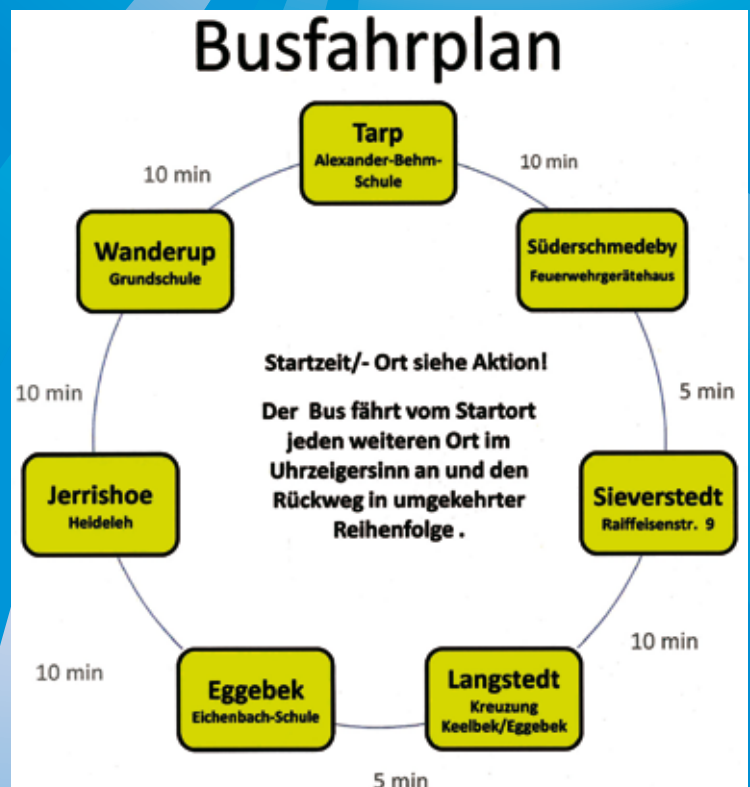 Busfahrplan
Tarp
Alexander-Behm-
Schule
10 min
10 min
Wanderup
Grundschule
Süderschmedeby
Feuerwehrgerätehaus
Startzeit/- Ort siehe Aktion!
10 min
5 min
Der Bus fährt vom Startort
jeden weiteren Ort im
Uhrzeigersinn an und den
Rückweg in umgekehrter
Reihenfolge .
Jerrishoe
Heideleh
Sieverstedt
Raiffeisenstr. 9
10 min
10 min
Eggebek
Eichenbach-Schule
Langstedt
Kreuzung
Keelbek/Eggebek
5 min